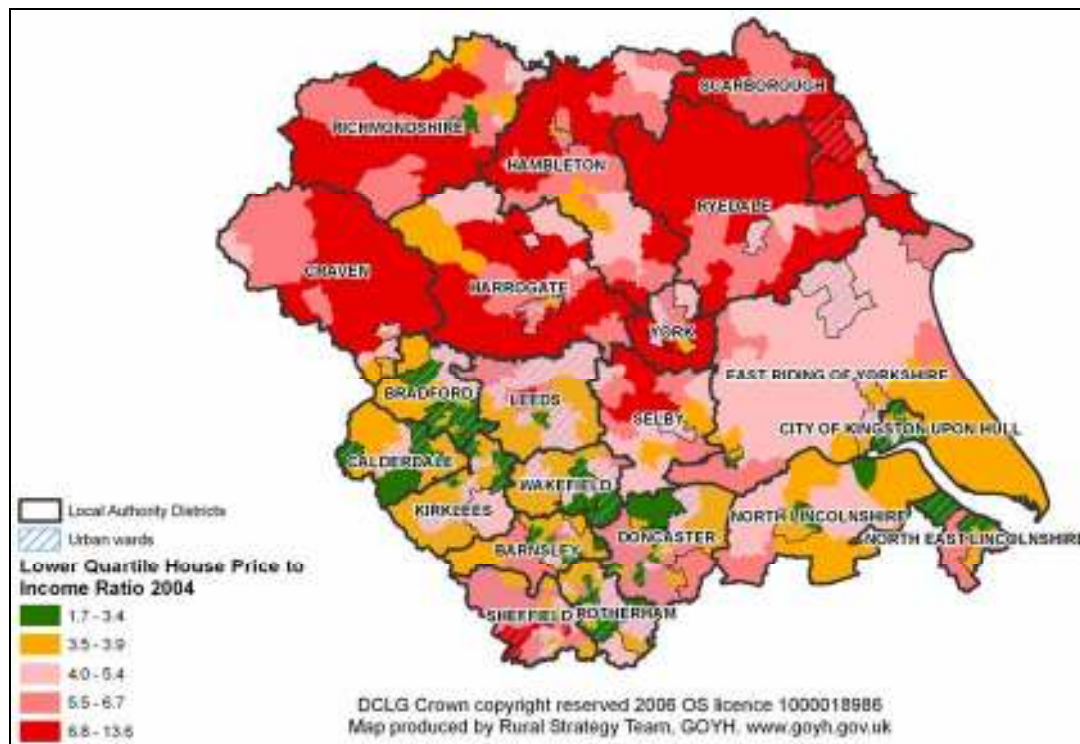 SCARBOROUGH
RICHMONDSHIRE
HAMBLETON
RYEDALE
CRAVEN
HARROGATE
YORK
EAST RIDING OF YORKSHIRE
BRADFORD
LEEDS
SELBY
CITY OF KINGSTON UPON HULL
CALDERDALE
WAKEFIELD
KIRKLEES
NORTH LINCOLNSHIRE
DONCASTER
NORTH EAST LINCOLNSHIRE
BARNSLEY
SHEFFIELD
ROTHERHAM
Local Authority Districts
Urban wards
Lower Quartile House Price to
Income Ratio 2004
1.7 - 3.4
3.5 - 3.9
4.0 - 5.4
5.5 - 6.7
6.8 - 13.6
DCLG Crown copyright reserved 2006 OS licence 1000018986
Map produced by Rural Strategy Team, GOYH. www.goyh.gov.uk